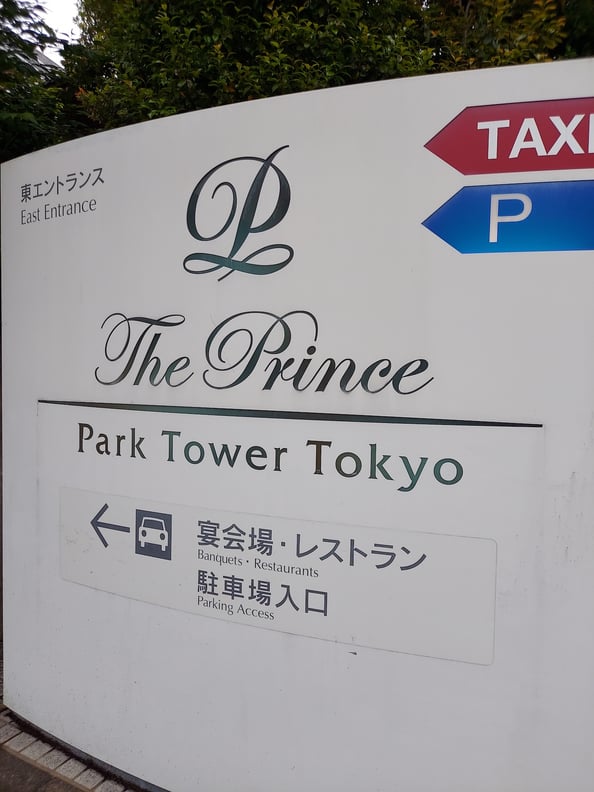 東エントランス
East Entrance
TAXI
P
P
The Prince
Park Tower Tokyo
宴会場・レストラン
Banquets・Restaurants
駐車場入口
Parking Access